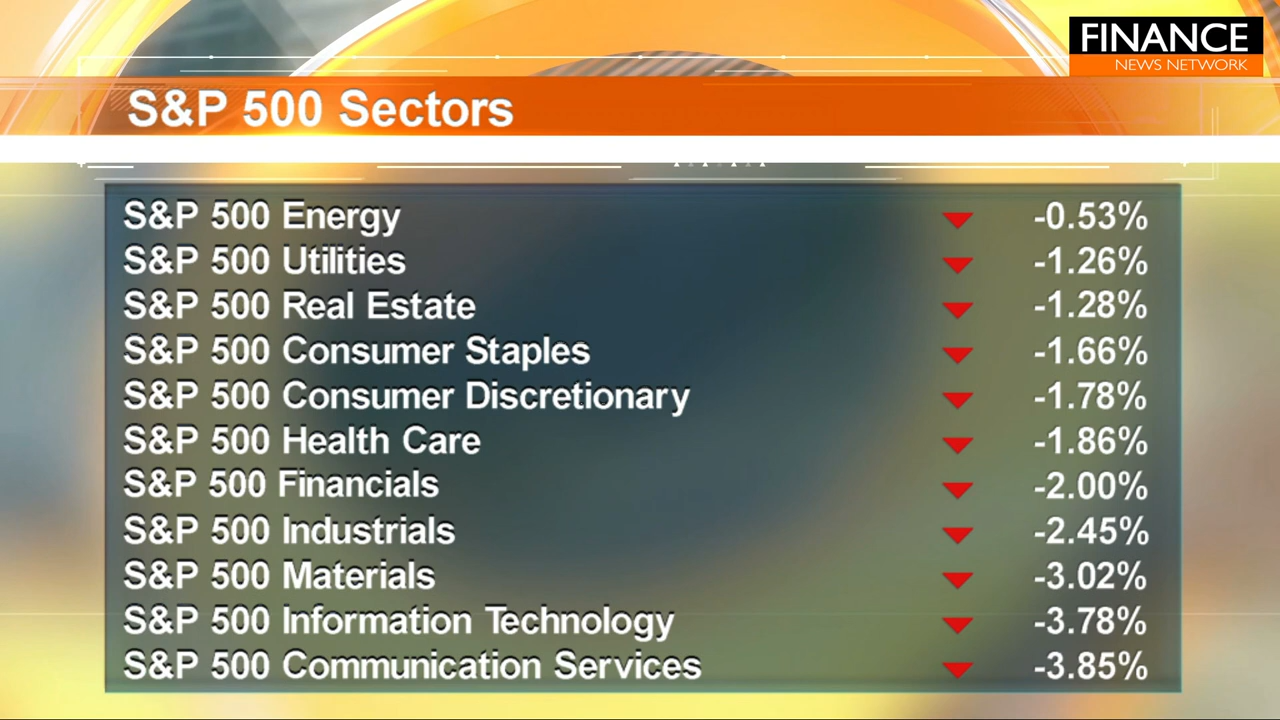 FINANCE
NEWS NETWORK
S&P 500 Sectors
S&P 500 Energy -0.53%
S&P 500 Utilities -1.26%
S&P 500 Real Estate -1.28%
S&P 500 Consumer Staples -1.66%
S&P 500 Consumer Discretionary -1.78%
S&P 500 Health Care -1.86%
S&P 500 Financials -2.00%
S&P 500 Industrials -2.45%
S&P 500 Materials -3.02%
S&P 500 Information Technology -3.78%
S&P 500 Communication Services -3.85%